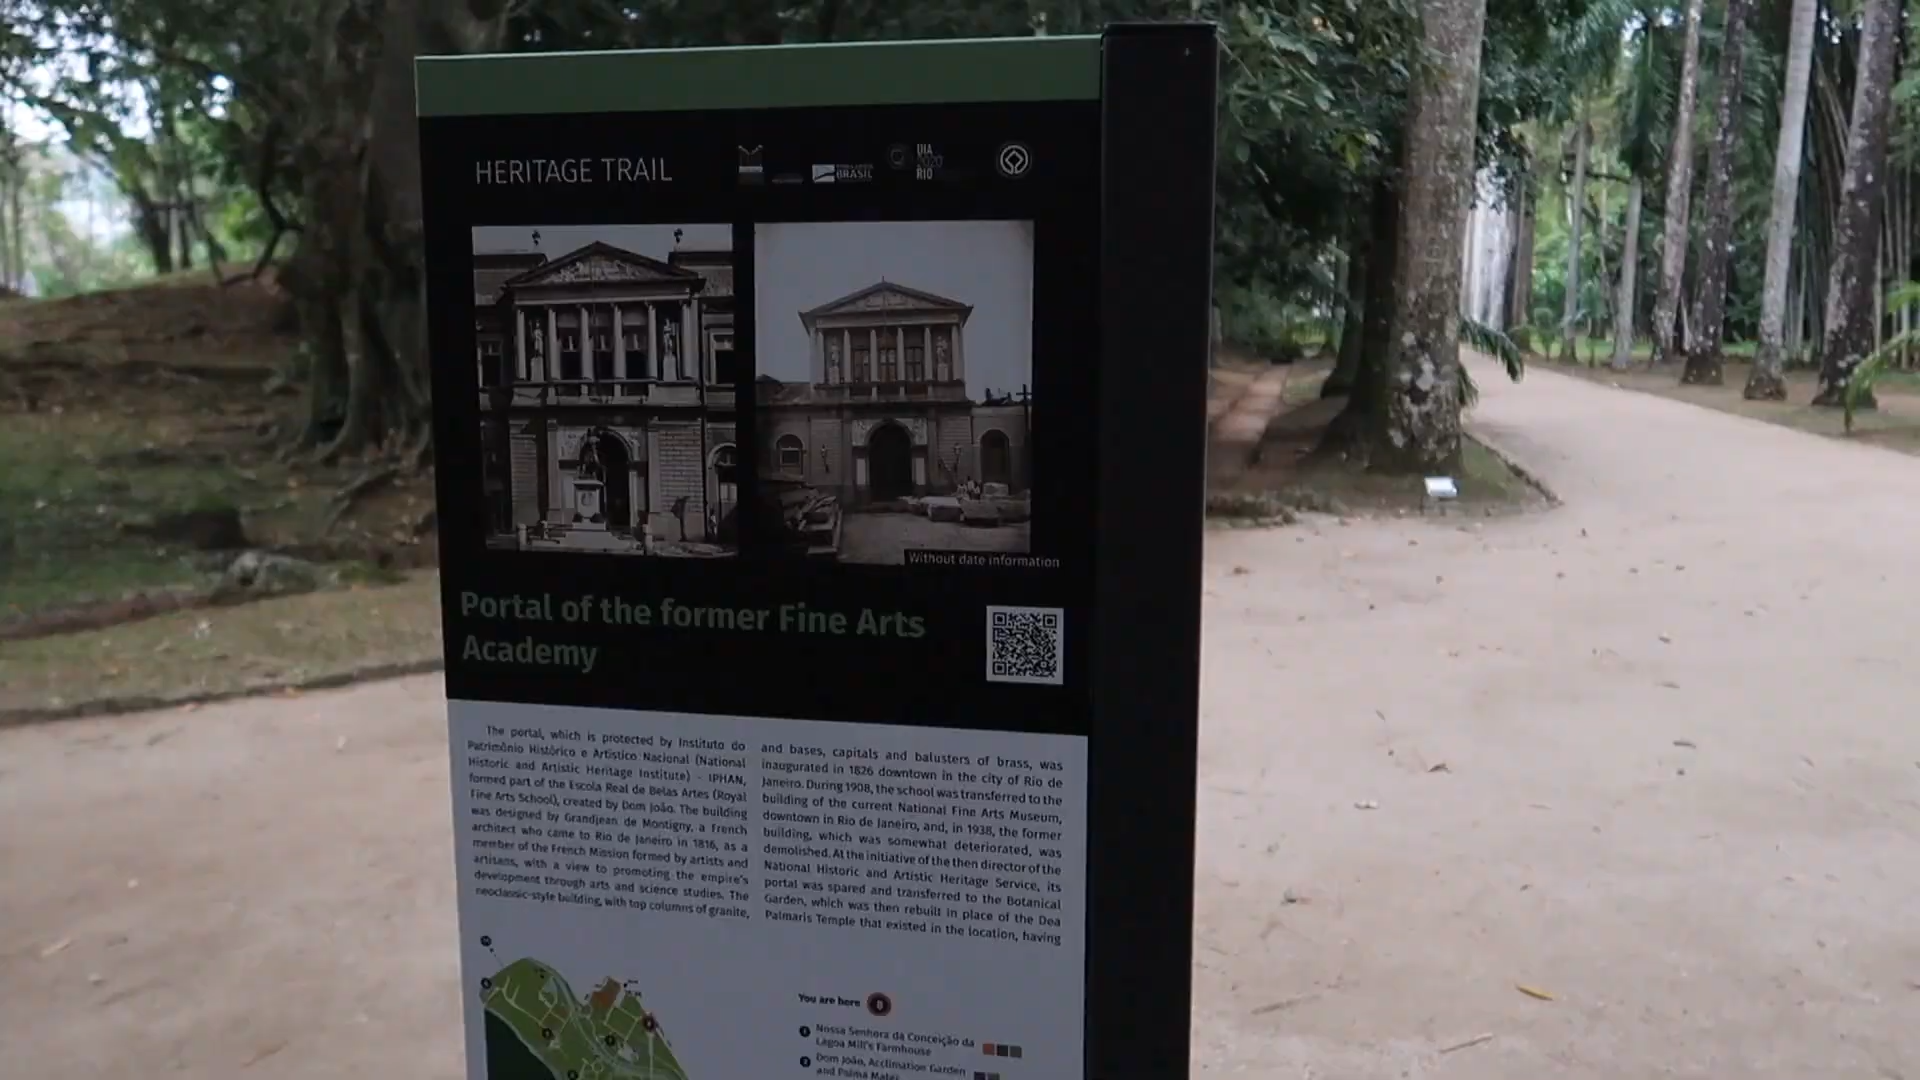 HERITAGE TRAIL
BRASIL
UIA
2020
RIO
Without date information
Portal of the former Fine Arts
Academy
The portal, which is protected by Instituto do
Patrimônio Histórico e Artístico Nacional (National
Historic and Artistic Heritage Institute) - IPHAN,
formed part of the Escola Real de Belas Artes (Royal
Fine Arts School), created by Dom João. The building
was designed by Grandjean de Montigny, a French
architect who came to Rio de Janeiro in 1816, as a
member of the French Mission formed by artists and
artisans, with a view to promoting the empire's
development through arts and science studies. The
neoclassic-style building, with top columns of granite,
and bases, capitals and balusters of brass, was
inaugurated in 1826 downtown in the city of Rio de
Janeiro. During 1908, the school was transferred to the
building of the current National Fine Arts Museum,
downtown in Rio de Janeiro, and, in 1938, the former
building, which was somewhat deteriorated, was
demolished. At the initiative of the then director of the
National Historic and Artistic Heritage Service, its
portal was spared and transferred to the Botanical
Garden, which was then rebuilt in place of the Dea
Palmaris Temple that existed in the location, having
You are here 8
1 Nossa Senhora da Conceição da
Lagoa Mill's Farmhouse
2 Dom João, Acclimation Garden
and Palma Mater